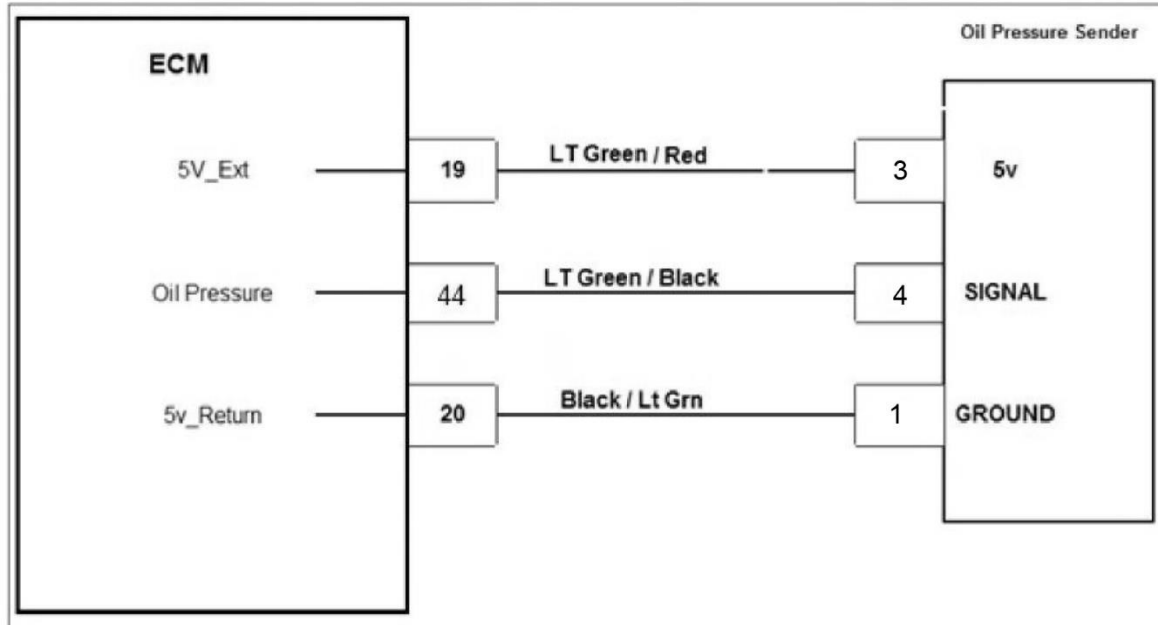 Oil Pressure Sender
ECM
5V_Ext
19
LT Green / Red
3
5v
Oil Pressure
44
LT Green / Black
4
SIGNAL
5v_Return
20
Black / Lt Grn
1
GROUND